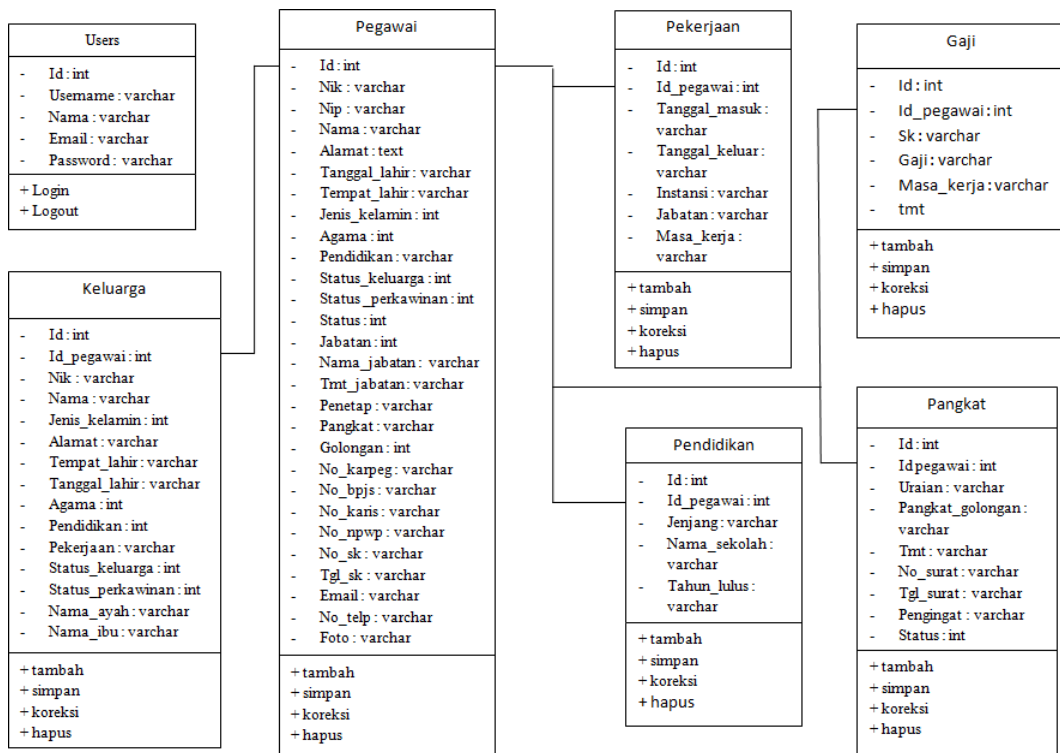 Users
- Id : int
- Username : varchar
- Nama : varchar
- Email : varchar
- Password : varchar
+ Login
+ Logout
Keluarga
- Id : int
- Id_pegawai : int
- Nik : varchar
- Nama : varchar
- Jenis_kelamin : int
- Alamat : varchar
- Tempat_lahir : varchar
- Tanggal_lahir : varchar
- Agama : int
- Pendidikan : int
- Pekerjaan : varchar
- Status_keluarga : int
- Status_perkawinan : int
- Nama_ayah : varchar
- Nama_ibu : varchar
+ tambah
+ simpan
+ koreksi
+ hapus
Pegawai
- Id : int
- Nik : varchar
- Nip : varchar
- Nama : varchar
- Alamat : text
- Tanggal_lahir : varchar
- Tempat_lahir : varchar
- Jenis_kelamin : int
- Agama : int
- Pendidikan : varchar
- Status_keluarga : int
- Status_perkawinan : int
- Status : int
- Jabatan : int
- Nama_jabatan : varchar
- Tmt_jabatan : varchar
- Penetap : varchar
- Pangkat : varchar
- Golongan : int
- No_karpeg : varchar
- No_bpjs : varchar
- No_karis : varchar
- No_npwp : varchar
- No_sk : varchar
- Tgl_sk : varchar
- Email : varchar
- No_telp : varchar
- Foto : varchar
+ tambah
+ simpan
+ koreksi
+ hapus
Pekerjaan
- Id : int
- Id_pegawai : int
- Tanggal_masuk :
varchar
- Tanggal_keluar :
varchar
- Instansi : varchar
- Jabatan : varchar
- Masa_kerja :
varchar
+ tambah
+ simpan
+ koreksi
+ hapus
Pendidikan
- Id : int
- Id_pegawai : int
- Jenjang : varchar
- Nama_sekolah :
varchar
- Tahun_lulus :
varchar
+ tambah
+ simpan
+ koreksi
+ hapus
Gaji
- Id : int
- Id_pegawai : int
- Sk : varchar
- Gaji : varchar
- Masa_kerja : varchar
- tmt
+ tambah
+ simpan
+ koreksi
+ hapus
Pangkat
- Id : int
- Idpegawai : int
- Uraian : varchar
- Pangkat_golongan :
varchar
- Tmt : varchar
- No_surat : varchar
- Tgl_surat : varchar
- Pengingat : varchar
- Status : int
+ tambah
+ simpan
+ koreksi
+ hapus